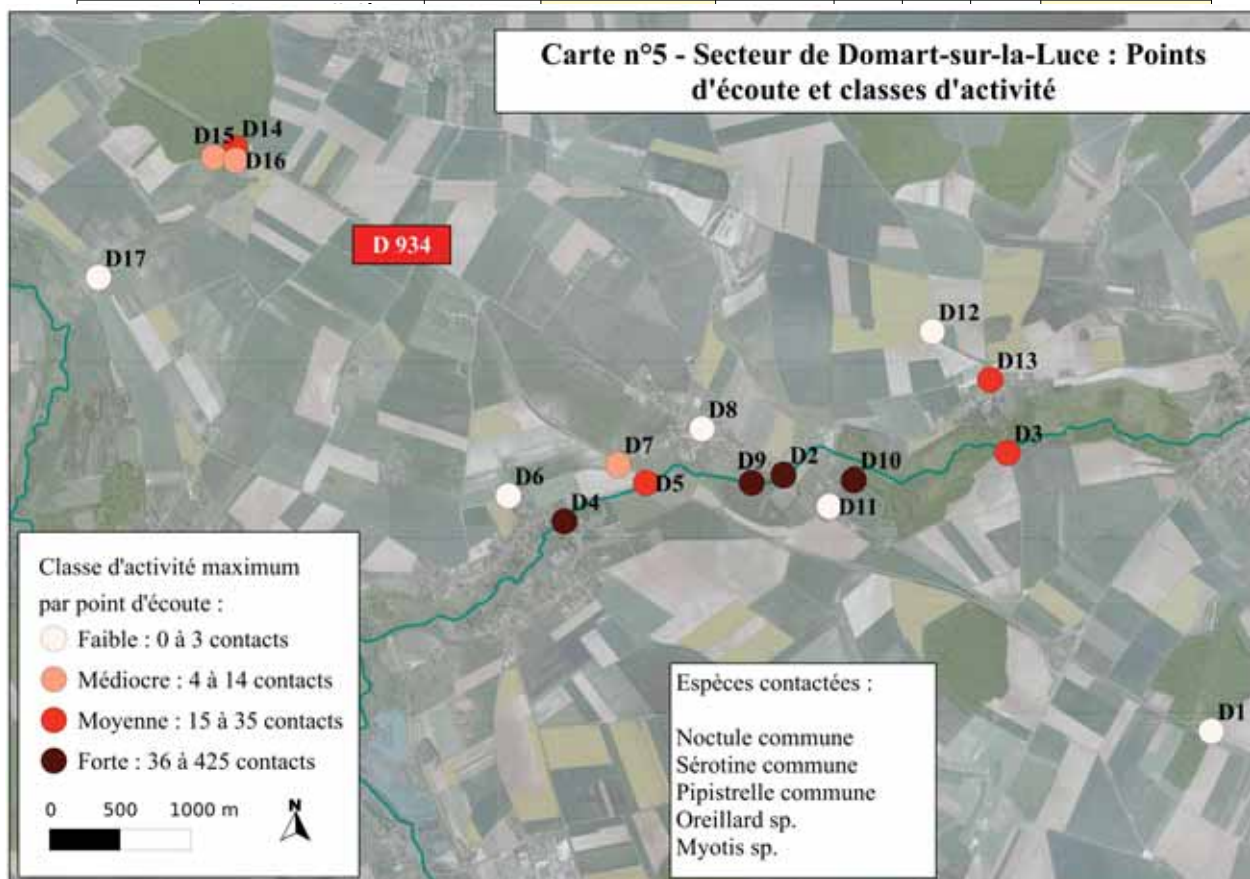 Carte n°5 - Secteur de Domart-sur-la-Luce : Points
d'écoute et classes d'activité
D14
D15
D16
D 934
D17
D12
D13
D8
D3
D7
D2
D9
D10
D6
D5
D4
D11
Classe d'activité maximum
par point d'écoute :
Faible : 0 à 3 contacts
Médiocre : 4 à 14 contacts
Moyenne : 15 à 35 contacts
Forte : 36 à 425 contacts
0 500 1000 m
N
Espèces contactées :
Noctule commune
Sérotine commune
Pipistrelle commune
Oreillard sp.
Myotis sp.
D1